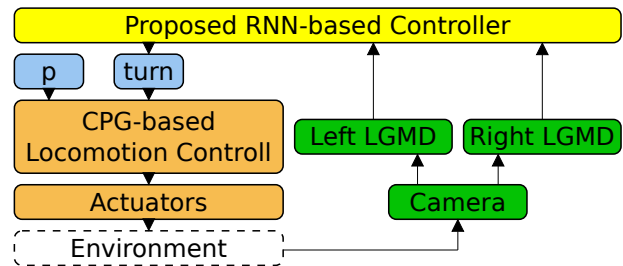 Proposed RNN-based Controller
p
turn
CPG-based
Locomotion Controll
Left LGMD
Right LGMD
Actuators
Camera
Environment